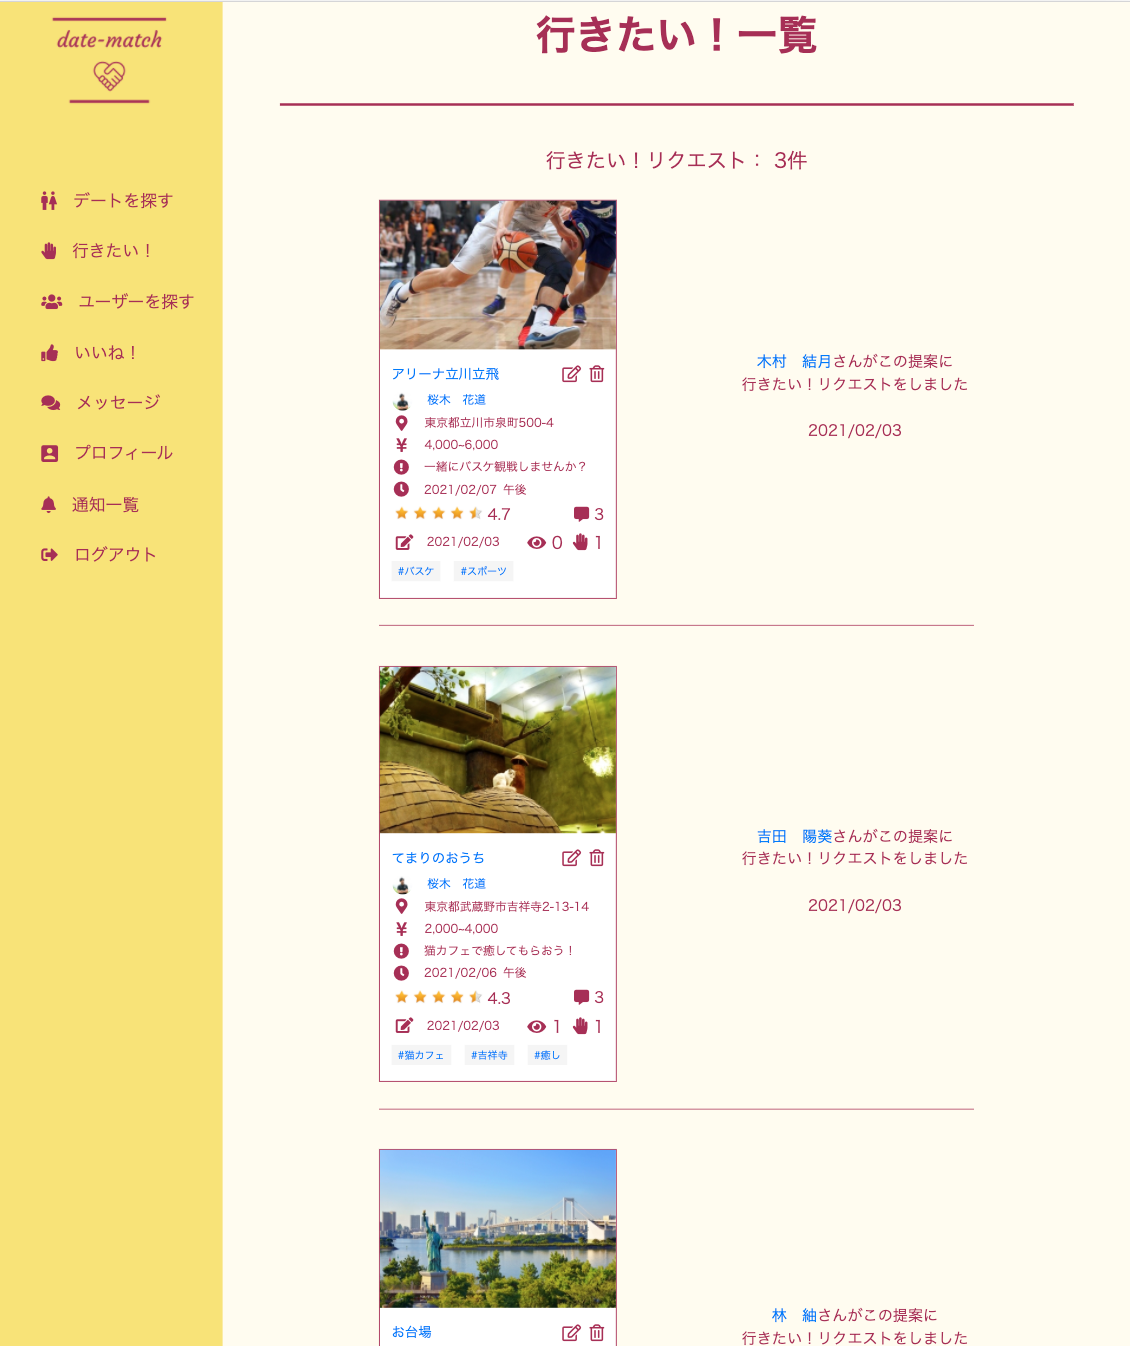 date-match
デートを探す
行きたい！
ユーザーを探す
いいね！
メッセージ
プロフィール
通知一覧
ログアウト
行きたい！一覧
行きたい！リクエスト： 3件
アリーナ立川立飛
桜木　花道
東京都立川市泉町500-4
4,000~6,000
一緒にバスケ観戦しませんか？
2021/02/07 午後
4.7 3
2021/02/03 0 1
#バスケ #スポーツ
木村　結月さんがこの提案に
行きたい！リクエストをしました
2021/02/03
てまりのおうち
桜木　花道
東京都武蔵野市吉祥寺2-13-14
2,000~4,000
猫カフェで癒してもらおう！
2021/02/06 午後
4.3 3
2021/02/03 1 1
#猫カフェ #吉祥寺 #癒し
吉田　陽葵さんがこの提案に
行きたい！リクエストをしました
2021/02/03
お台場
林　紬さんがこの提案に
行きたい！リクエストをしました